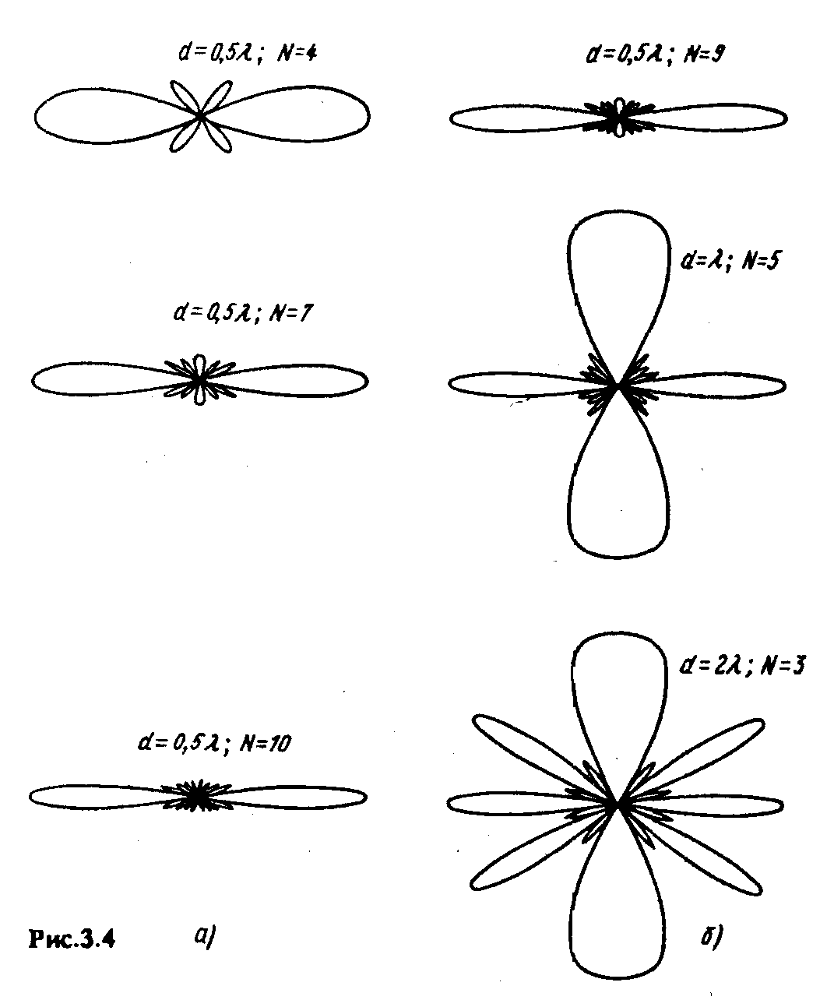 d=0,5λ; N=4
d=0,5λ; N=9
d=λ; N=5
d=0,5λ; N=7
d=2λ; N=3
d=0,5λ; N=10
Рис.3.4
а)
б)